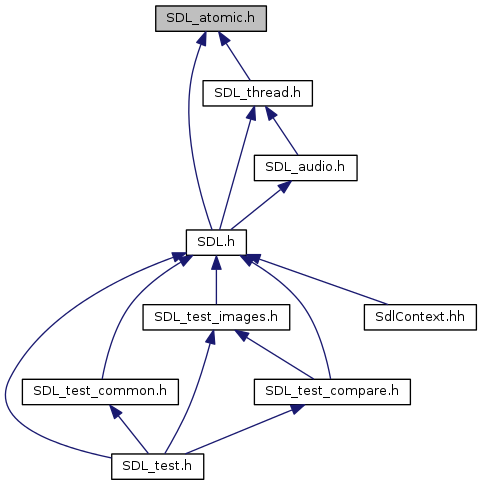 SDL_atomic.h
SDL_thread.h
SDL_audio.h
SDL.h
SDL_test_images.h
SdlContext.hh
SDL_test_common.h
SDL_test_compare.h
SDL_test.h